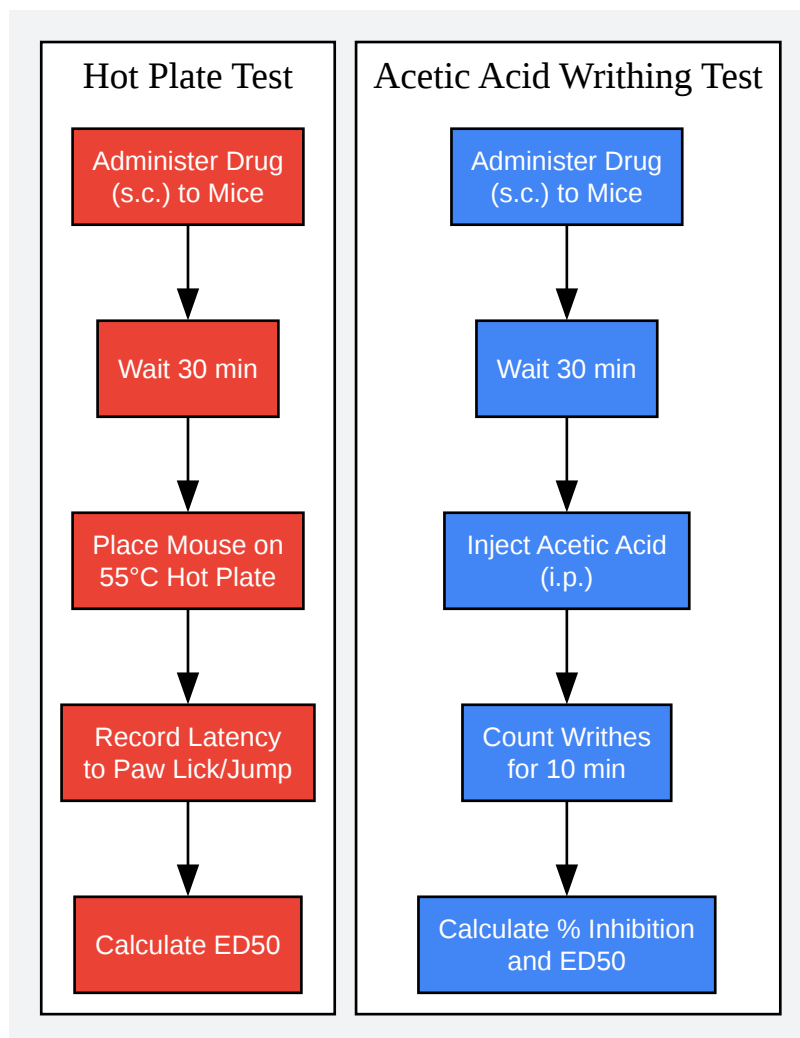 Hot Plate Test
Administer Drug
(s.c.) to Mice
Wait 30 min
Place Mouse on
55°C Hot Plate
Record Latency
to Paw Lick/Jump
Calculate ED50
Acetic Acid Writhing Test
Administer Drug
(s.c.) to Mice
Wait 30 min
Inject Acetic Acid
(i.p.)
Count Writhes
for 10 min
Calculate % Inhibition
and ED50